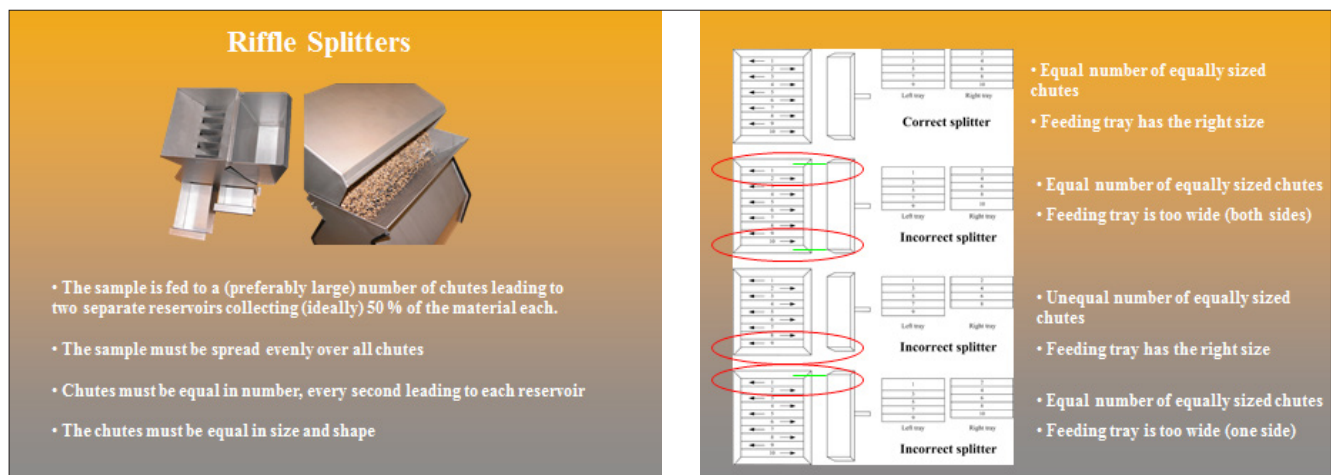 Riffle Splitters
• The sample is fed to a (preferably large) number of chutes leading to
two separate reservoirs collecting (ideally) 50 % of the material each.
• The sample must be spread evenly over all chutes
• Chutes must be equal in number, every second leading to each reservoir
• The chutes must be equal in size and shape
Left tray Right tray
Correct splitter
• Equal number of equally sized
chutes
• Feeding tray has the right size
Left tray Right tray
Incorrect splitter
• Equal number of equally sized chutes
• Feeding tray is too wide (both sides)
Left tray Right tray
Incorrect splitter
• Unequal number of equally sized
chutes
• Feeding tray has the right size
Left tray Right tray
Incorrect splitter
• Equal number of equally sized chutes
• Feeding tray is too wide (one side)